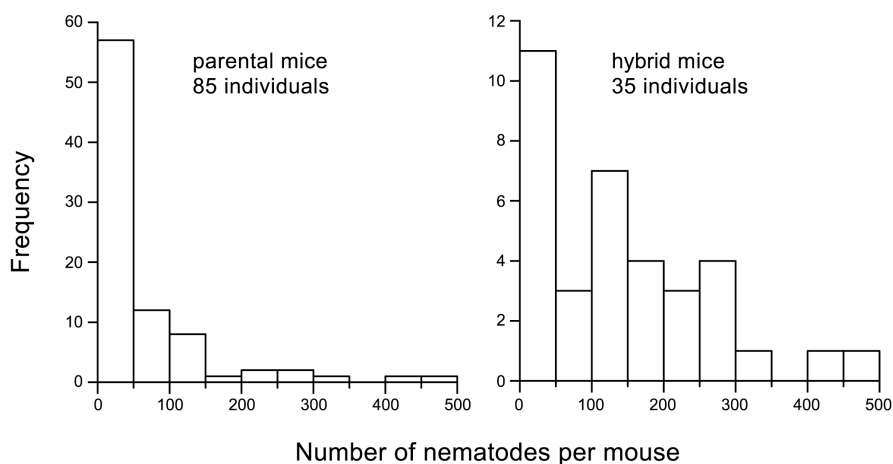 parental mice
85 individuals
60
50
40
30
20
10
0
0 100 200 300 400 500
hybrid mice
35 individuals
12
10
8
6
4
2
0
0 100 200 300 400 500
Frequency
Number of nematodes per mouse